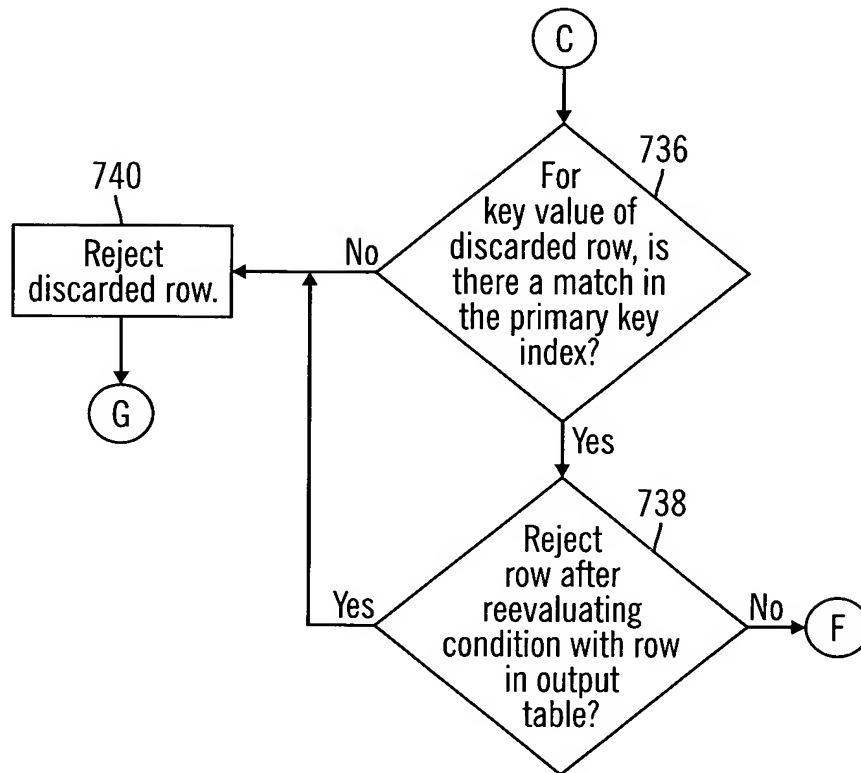 C
736
For
key value of
discarded row, is
there a match in
the primary key
index?
No
740
Reject
discarded row.
G
Yes
738
Reject
row after
reevaluating
condition with row
in output
table?
Yes
No
F